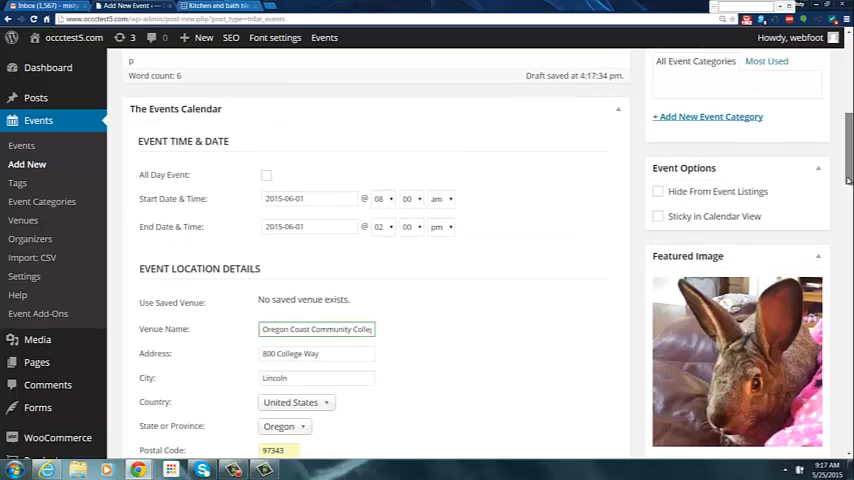 Inbox (1,567) - misty
Add New Event
Kitchen and bath tile
occctest5.com/wp-admin/post-new.php?post_type=tribe_events
occctest5.com 3 0 + New SEO Font settings Events Howdy, webfoot
Dashboard
Posts
Events
Events
Add New
Tags
Event Categories
Venues
Organizers
Import: CSV
Settings
Help
Event Add-Ons
Media
Pages
Comments
Forms
WooCommerce
p
Word count: 6 Draft saved at 4:17:34 pm.
The Events Calendar
EVENT TIME & DATE
All Day Event:
Start Date & Time: 2015-06-01 @ 08 00 am
End Date & Time: 2015-06-01 @ 02 00 pm
EVENT LOCATION DETAILS
Use Saved Venue: No saved venue exists.
Venue Name: Oregon Coast Community Colleg
Address: 800 College Way
City: Lincoln
Country: United States
State or Province: Oregon
Postal Code: 97343
All Event Categories Most Used
+ Add New Event Category
Event Options
Hide From Event Listings
Sticky in Calendar View
Featured Image
9:17 AM
5/25/2015